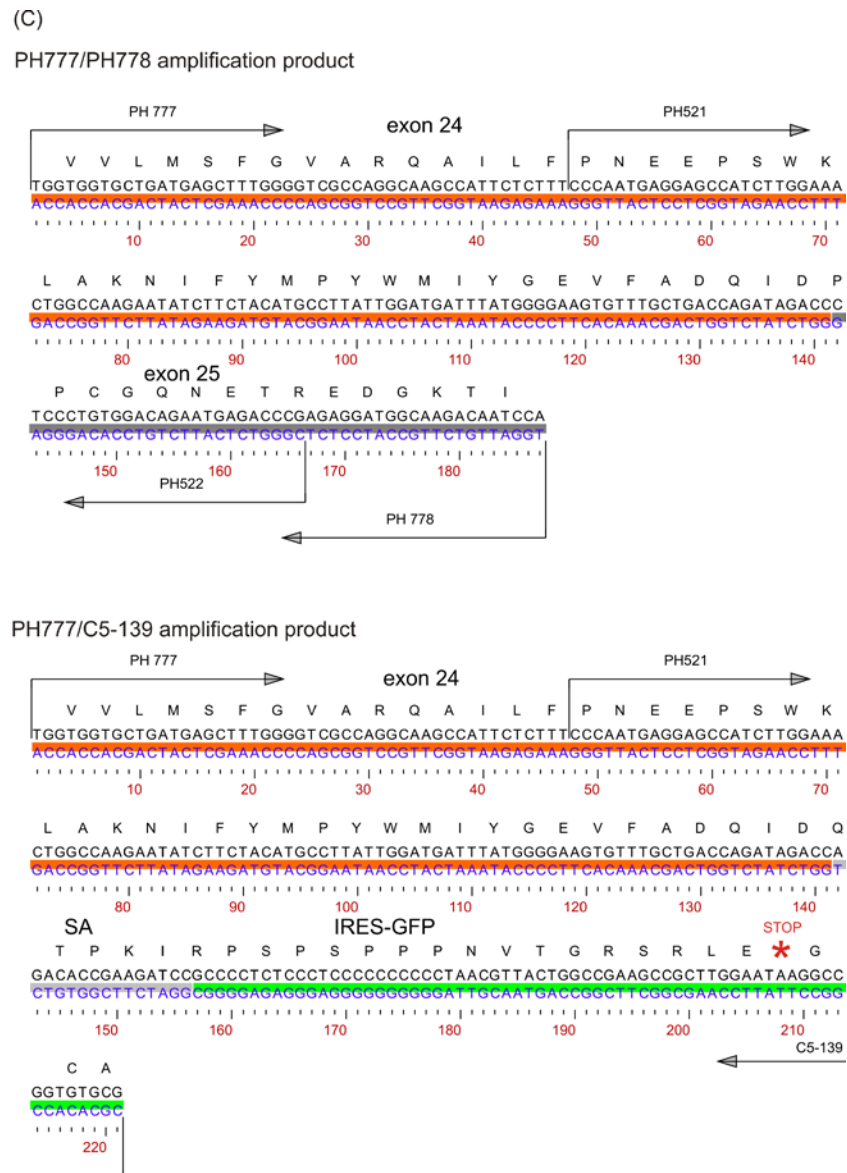 (C)
PH777/PH778 amplification product
PH 777 exon 24 PH521
V V L M S F G V A R Q A I L F P N E E P S W K
TGGTGGTGCTGATGAGCTTTGGGGTCGCCAGGCAAGCCATTCTCTTTCCCAATGAGGAGCCATCTTGGAAA
ACCACCACGACTACTCGAAACCCCAGCGGTCCGTTCGGTAAGAGAAAGGGTTACTCCTCGGTAGAACCTTT
10 20 30 40 50 60 70
L A K N I F Y M P Y W M I Y G E V F A D Q I D P
CTGGCCAAGAATATCTTCTACATGCCTTATTGGATGATTTATGGGGAAGTGTTTGCTGACCAGATAGACCC
GACCGGTTCTTATAGAAGATGTACGGAATAACCTACTAAATACCCCTTCACAAACGACTGGTCTATCTGGG
80 90 100 110 120 130 140
exon 25
P C G Q N E T R E D G K T I
TCCCTGTGGACAGAATGAGACCCGAGAGGATGGCAAGACAATCCA
AGGGACACCTGTCTTACTCTGGGCTCTCCTACCGTTCTGTTAGGT
150 160 170 180
PH522
PH 778
PH777/C5-139 amplification product
PH 777 exon 24 PH521
V V L M S F G V A R Q A I L F P N E E P S W K
TGGTGGTGCTGATGAGCTTTGGGGTCGCCAGGCAAGCCATTCTCTTTCCCAATGAGGAGCCATCTTGGAAA
ACCACCACGACTACTCGAAACCCCAGCGGTCCGTTCGGTAAGAGAAAGGGTTACTCCTCGGTAGAACCTTT
10 20 30 40 50 60 70
L A K N I F Y M P Y W M I Y G E V F A D Q I D Q
CTGGCCAAGAATATCTTCTACATGCCTTATTGGATGATTTATGGGGAAGTGTTTGCTGACCAGATAGACCA
GACCGGTTCTTATAGAAGATGTACGGAATAACCTACTAAATACCCCTTCACAAACGACTGGTCTATCTGGT
80 90 100 110 120 130 140
SA IRES-GFP STOP
T P K I R P S P S P P P N V T G R S R L E * G
GACACCGAAGATCCGCCCCTCTCCCTCCCCCCCCCCTAACGTTACTGGCCGAAGCCGCTTGGAATAAGGCC
CTGTGGCTTCTAGGCGGGGAGAGGGAGGGGGGGGGGATTGCAATGACCGGCTTCGGCGAACCTTATTCCGG
150 160 170 180 190 200 210
C5-139
C A
GGTGTGCG
CCACACGC
220